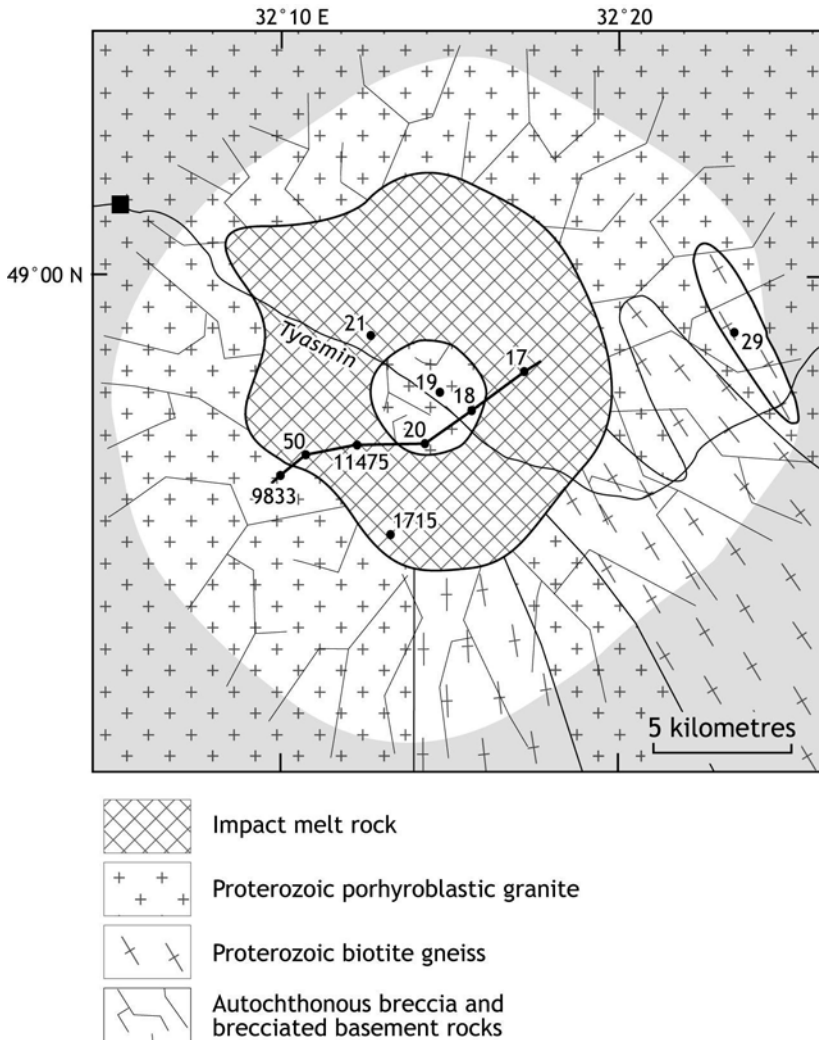 32°10 E
32°20
49°00 N
21
Tyasmin
29
17
19
18
20
50
11475
9833
1715
5 kilometres
Impact melt rock
Proterozoic porhyroblastic granite
Proterozoic biotite gneiss
Autochthonous breccia and
brecciated basement rocks